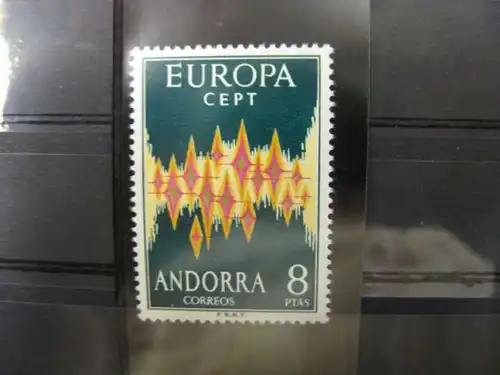 EUROPA
CEPT
ANDORRA 8
CORREOS PTAS
F.N.M.T.